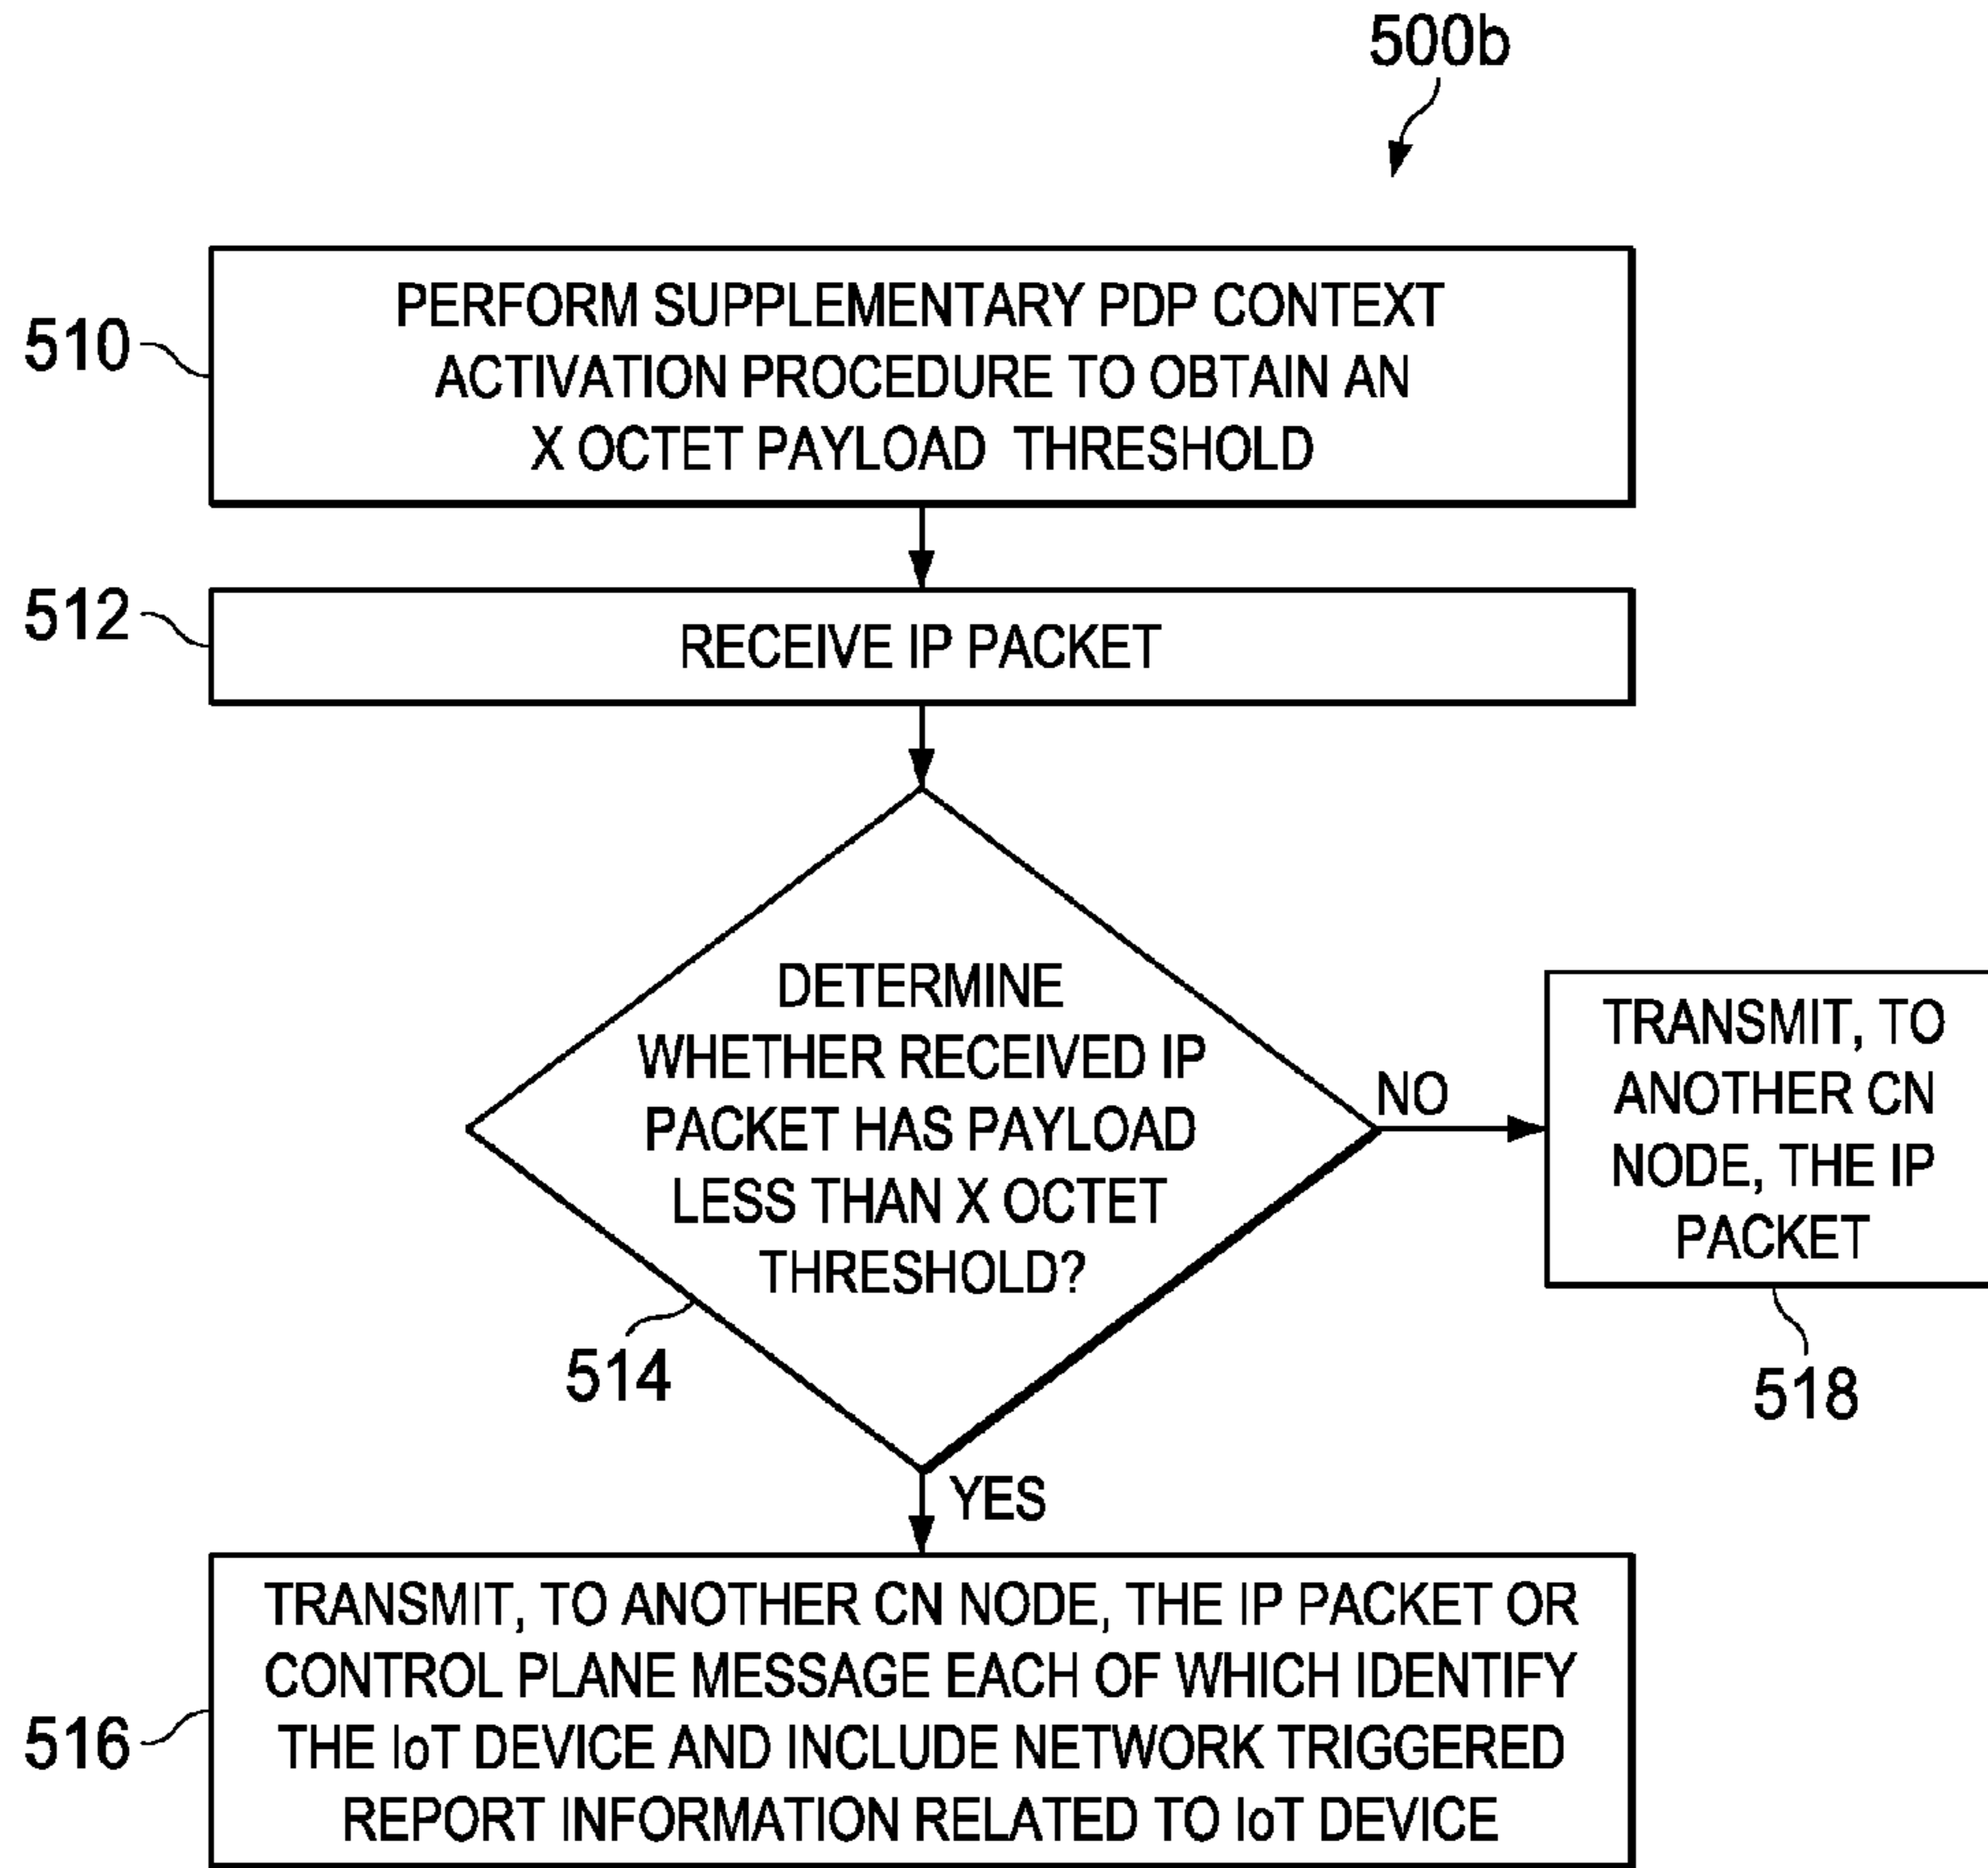 500b
510
PERFORM SUPPLEMENTARY PDP CONTEXT
ACTIVATION PROCEDURE TO OBTAIN AN
X OCTET PAYLOAD THRESHOLD
512
RECEIVE IP PACKET
DETERMINE
WHETHER RECEIVED IP
PACKET HAS PAYLOAD
LESS THAN X OCTET
THRESHOLD?
514
NO
TRANSMIT, TO
ANOTHER CN
NODE, THE IP
PACKET
518
YES
516
TRANSMIT, TO ANOTHER CN NODE, THE IP PACKET OR
CONTROL PLANE MESSAGE EACH OF WHICH IDENTIFY
THE IoT DEVICE AND INCLUDE NETWORK TRIGGERED
REPORT INFORMATION RELATED TO IoT DEVICE